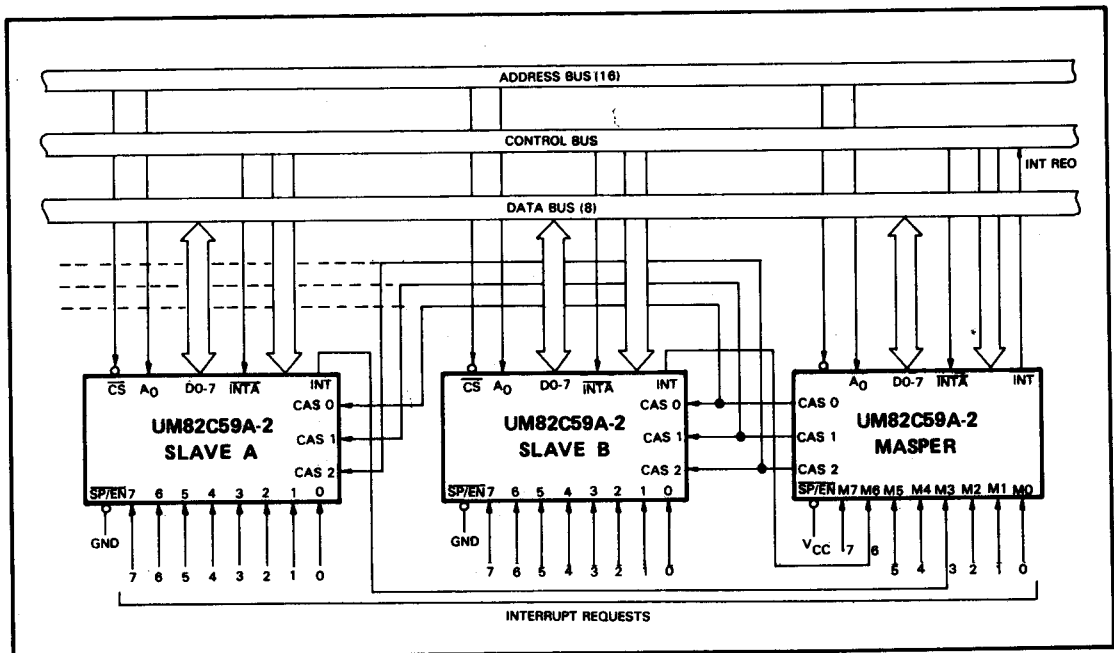 ADDRESS BUS (16)
CONTROL BUS
INT REO
DATA BUS (8)
CS A0 D0-7 INTA INT
CAS 0
UM82C59A-2
CAS 1
SLAVE A
CAS 2
SP/EN 7 6 5 4 3 2 1 0
GND
7 6 5 4 3 2 1 0
CS A0 D0-7 INTA INT
CAS 0
UM82C59A-2
CAS 1
SLAVE B
CAS 2
SP/EN 7 6 5 4 3 2 1 0
GND
7 6 5 4 3 2 1 0
A0 D0-7 INTA INT
CAS 0
UM82C59A-2
CAS 1
MASPER
CAS 2
SP/EN M7 M6 M5 M4 M3 M2 M1 M0
VCC
7 6 5 4 3 2 1 0
INTERRUPT REQUESTS